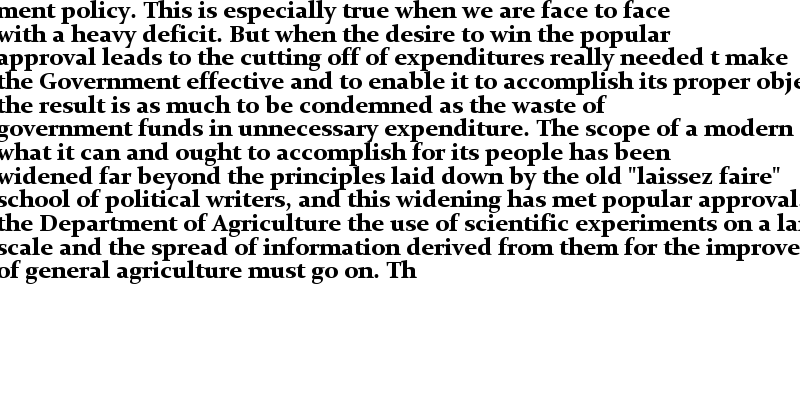 ment policy. This is especially true when we are face to face
with a heavy deficit. But when the desire to win the popular
approval leads to the cutting off of expenditures really needed t make
the Government effective and to enable it to accomplish its proper obje
the result is as much to be condemned as the waste of
government funds in unnecessary expenditure. The scope of a modern
what it can and ought to accomplish for its people has been
widened far beyond the principles laid down by the old "laissez faire"
school of political writers, and this widening has met popular approval.
the Department of Agriculture the use of scientific experiments on a la
scale and the spread of information derived from them for the improve
of general agriculture must go on. Th